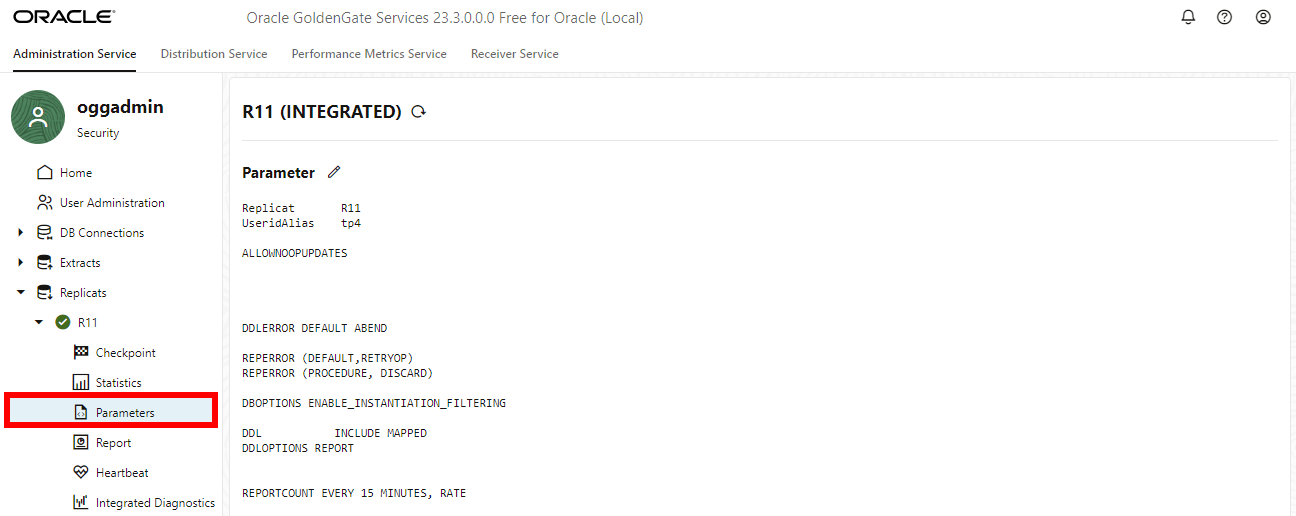 ORACLE
Oracle GoldenGate Services 23.3.0.0.0 Free for Oracle (Local)
Administration Service
Distribution Service
Performance Metrics Service
Receiver Service
oggadmin
Security
Home
User Administration
DB Connections
Extracts
Replicats
R11
Checkpoint
Statistics
Parameters
Report
Heartbeat
Integrated Diagnostics
R11 (INTEGRATED)
Parameter
Replicat R11
UseridAlias tp4
ALLOWNOOPUPDATES
DDLERROR DEFAULT ABEND
REPERROR (DEFAULT,RETRYOP)
REPERROR (PROCEDURE, DISCARD)
DBOPTIONS ENABLE_INSTANTIATION_FILTERING
DDL INCLUDE MAPPED
DDLOPTIONS REPORT
REPORTCOUNT EVERY 15 MINUTES, RATE